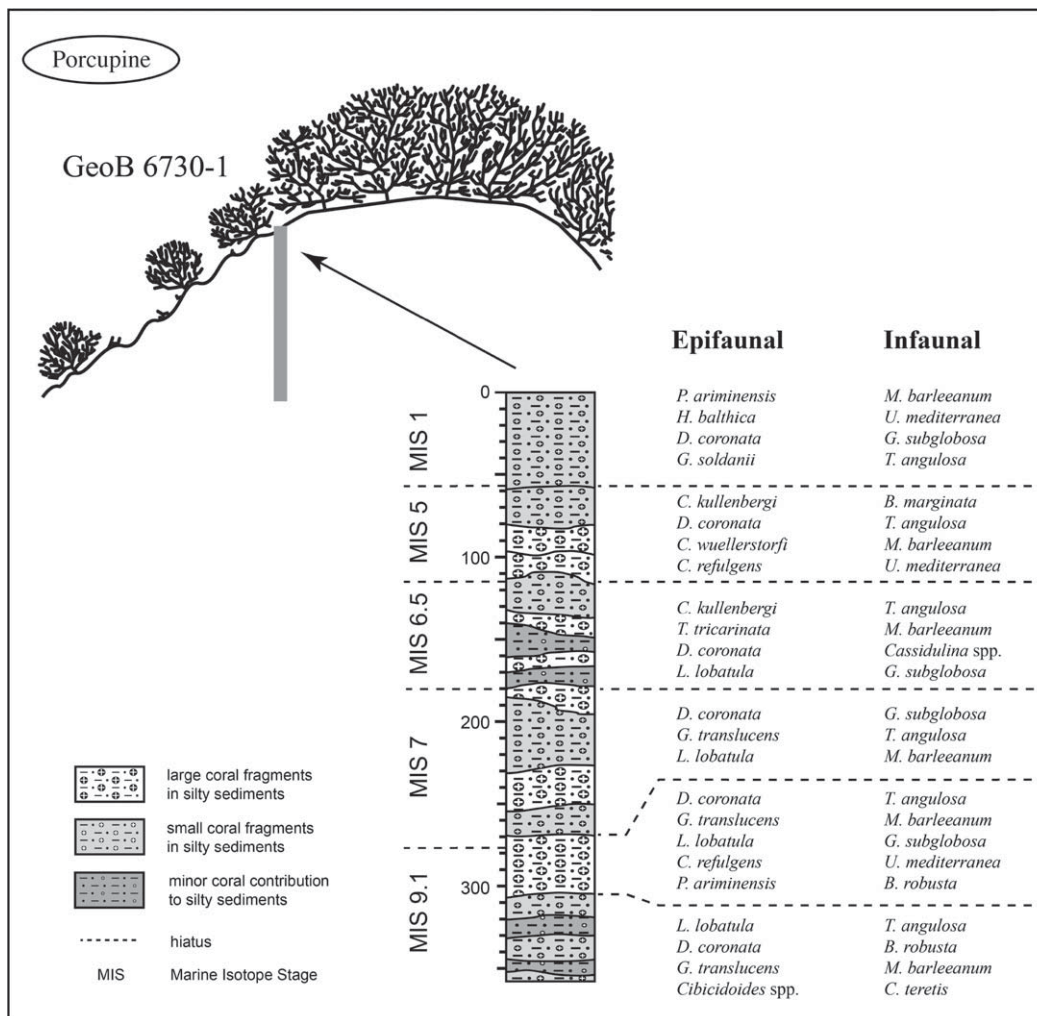 Porcupine
GeoB 6730-1
Epifaunal
Infaunal
0
100
200
300
MIS 1
MIS 5
MIS 6.5
MIS 7
MIS 9.1
P. ariminensis
M. barleeanum
H. balthica
U. mediterranea
D. coronata
G. subglobosa
G. soldanii
T. angulosa
C. kullenbergi
B. marginata
D. coronata
T. angulosa
C. wuellerstorfi
M. barleeanum
C. refulgens
U. mediterranea
C. kullenbergi
T. angulosa
T. tricarinata
M. barleeanum
D. coronata
Cassidulina spp.
L. lobatula
G. subglobosa
D. coronata
G. subglobosa
G. translucens
T. angulosa
L. lobatula
M. barleeanum
D. coronata
T. angulosa
G. translucens
M. barleeanum
L. lobatula
G. subglobosa
C. refulgens
U. mediterranea
P. ariminensis
B. robusta
L. lobatula
T. angulosa
D. coronata
B. robusta
G. translucens
M. barleeanum
Cibicidoides spp.
C. teretis
large coral fragments
in silty sediments
small coral fragments
in silty sediments
minor coral contribution
to silty sediments
hiatus
MIS
Marine Isotope Stage